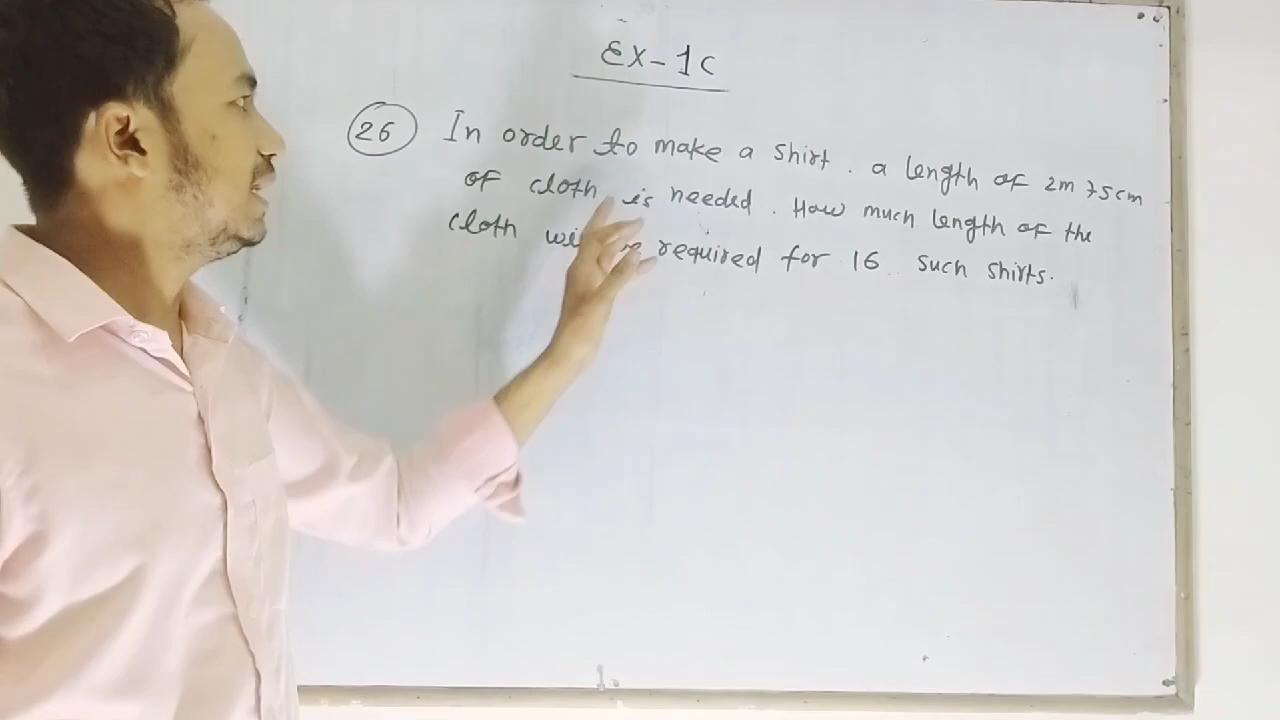 EX-1C
26 In order to make a shirt. a length of 2m 75cm
of cloth is needed. How much length of the
cloth required for 16 such shirts.